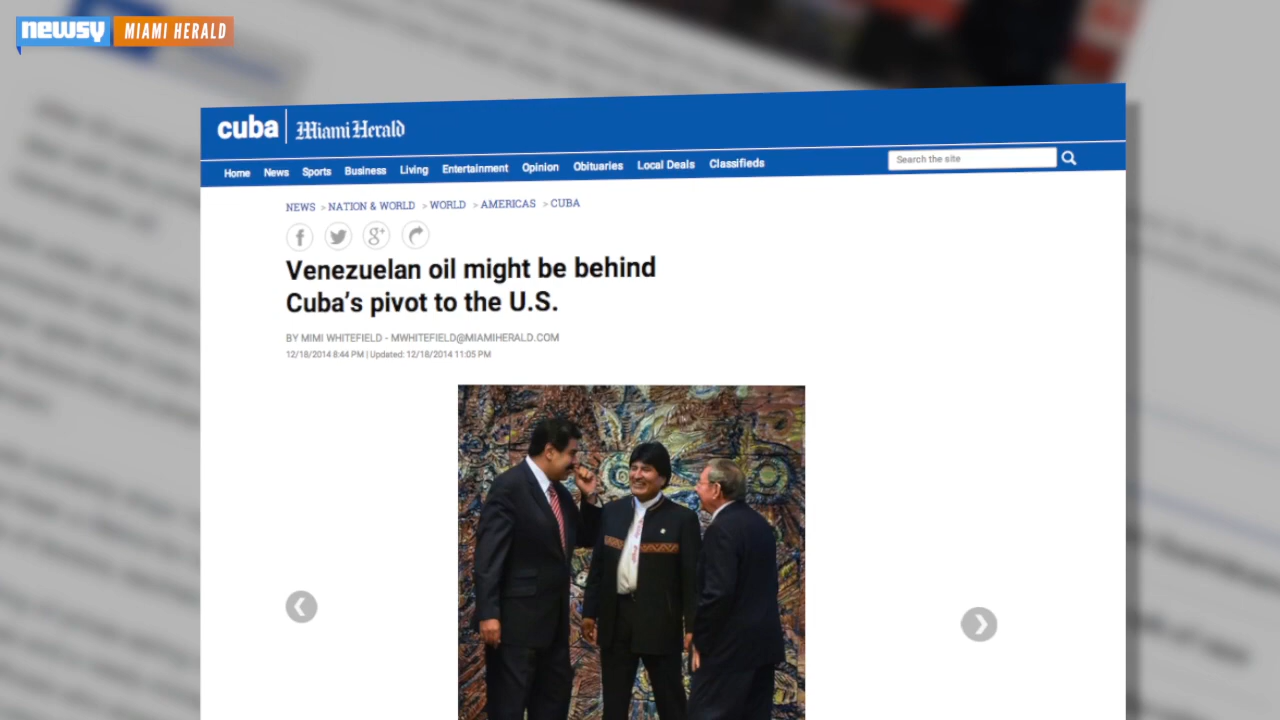 newsy MIAMI HERALD
cuba Miami Herald
Home News Sports Business Living Entertainment Opinion Obituaries Local Deals Classifieds Search the site
NEWS > NATION & WORLD > WORLD > AMERICAS > CUBA
f g+
Venezuelan oil might be behind
Cuba's pivot to the U.S.
BY MIMI WHITEFIELD - MWHITEFIELD@MIAMIHERALD.COM
12/18/2014 8:44 PM | Updated: 12/18/2014 11:05 PM